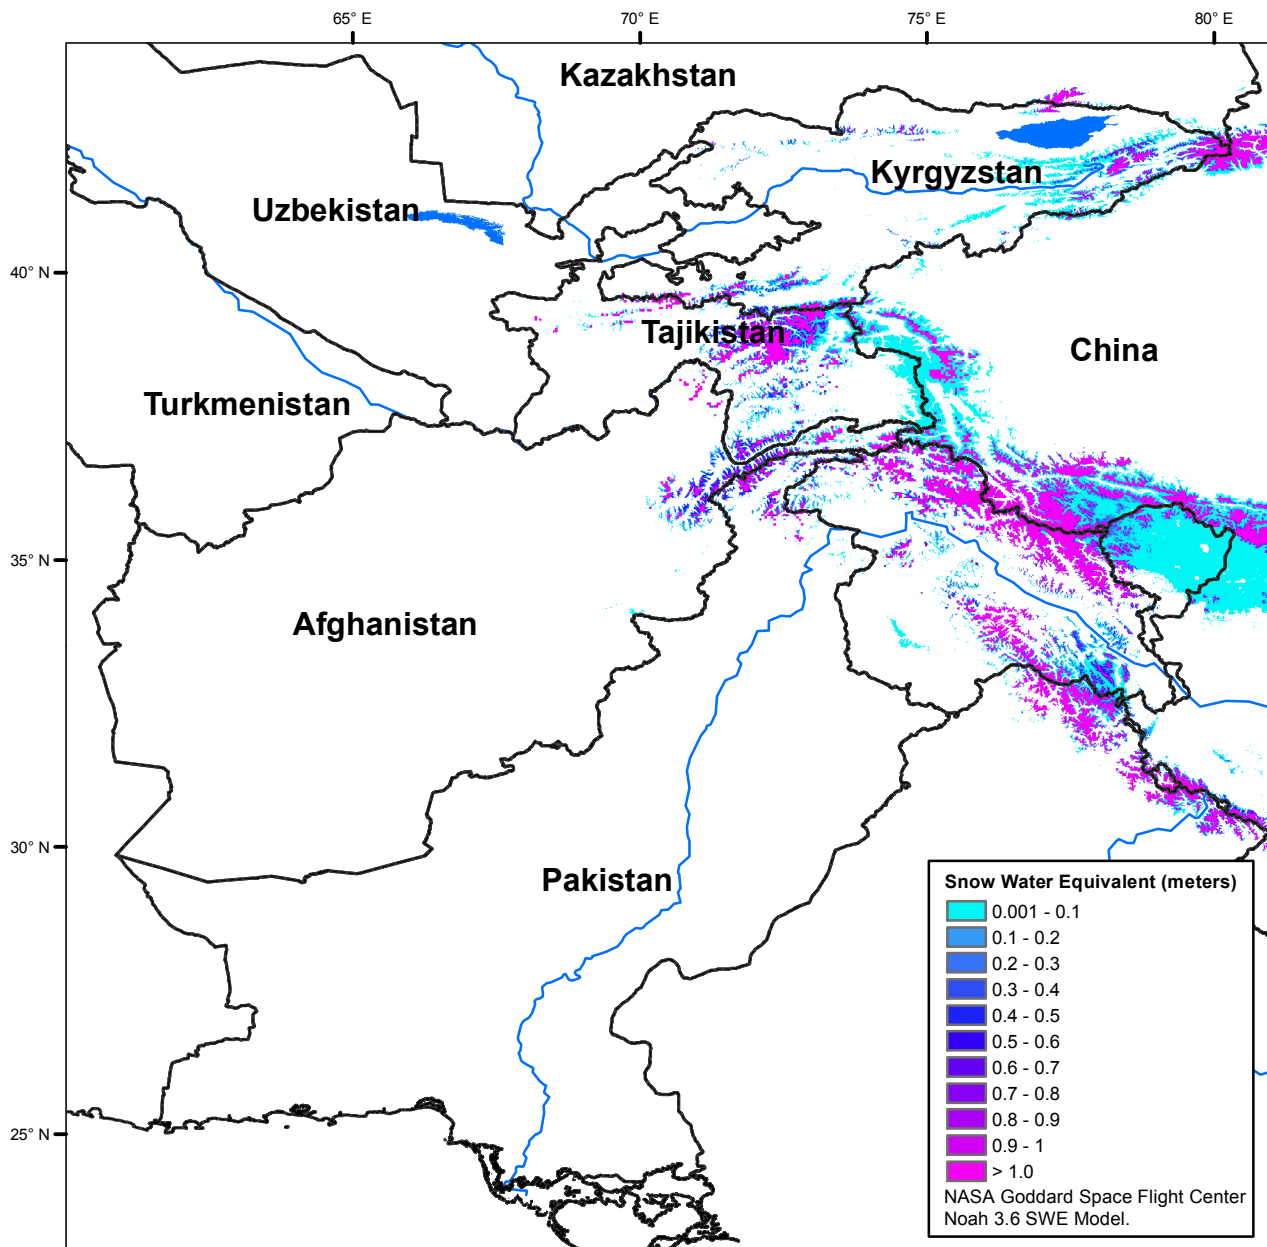 65° E
70° E
75° E
80° E
Kazakhstan
Kyrgyzstan
Uzbekistan
40° N
Tajikistan
China
Turkmenistan
35° N
Afghanistan
30° N
Pakistan
25° N
Snow Water Equivalent (meters)
0.001 - 0.1
0.1 - 0.2
0.2 - 0.3
0.3 - 0.4
0.4 - 0.5
0.5 - 0.6
0.6 - 0.7
0.7 - 0.8
0.8 - 0.9
0.9 - 1
> 1.0
NASA Goddard Space Flight Center
Noah 3.6 SWE Model.